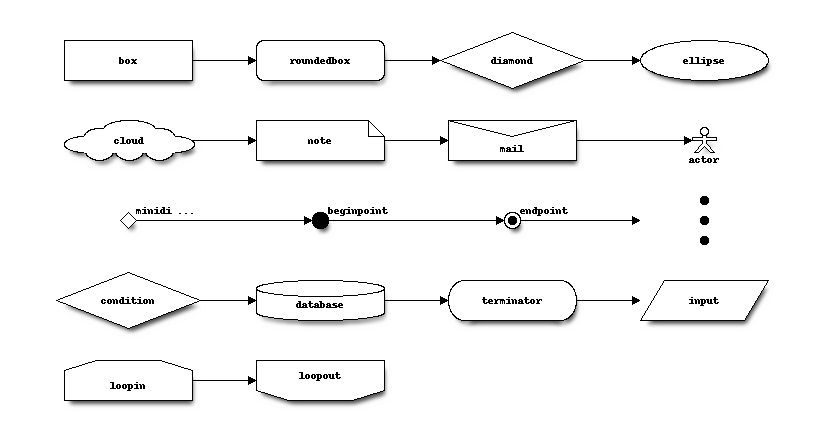 box
roundedbox
diamond
ellipse
cloud
note
mail
actor
minidi ...
beginpoint
endpoint
condition
database
terminator
input
loopin
loopout